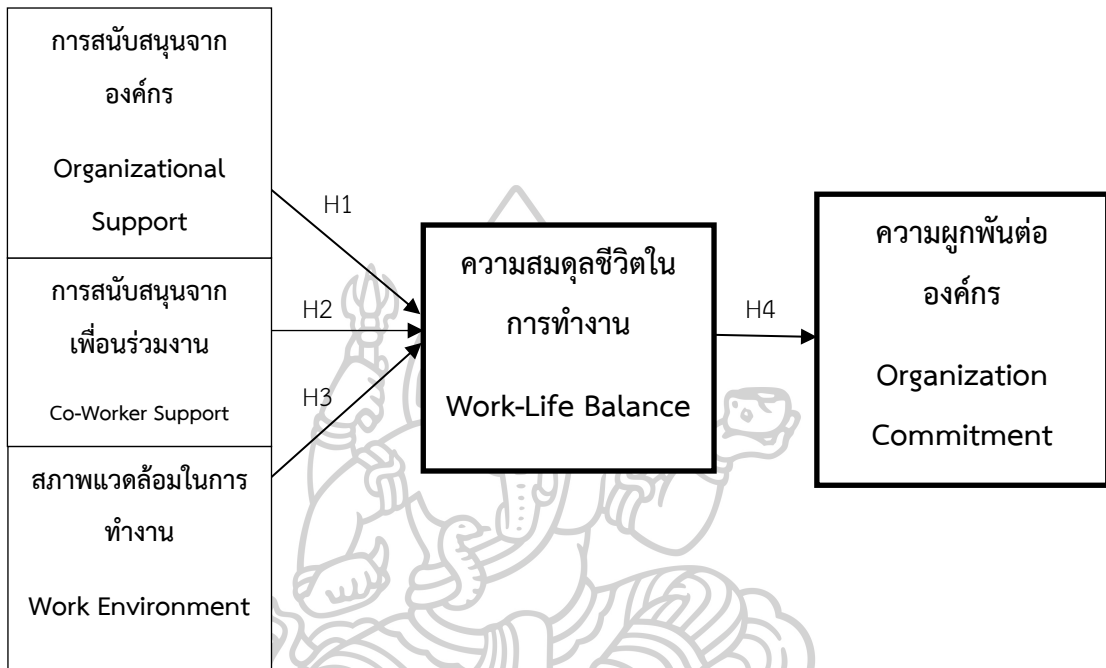 การสนับสนุนจาก
องค์กร
Organizational
Support
การสนับสนุนจาก
เพื่อนร่วมงาน
Co-Worker Support
สภาพแวดล้อมในการ
ทำงาน
Work Environment
H1
H2
H3
ความสมดุลชีวิตใน
การทำงาน
Work-Life Balance
H4
ความผูกพันต่อ
องค์กร
Organization
Commitment